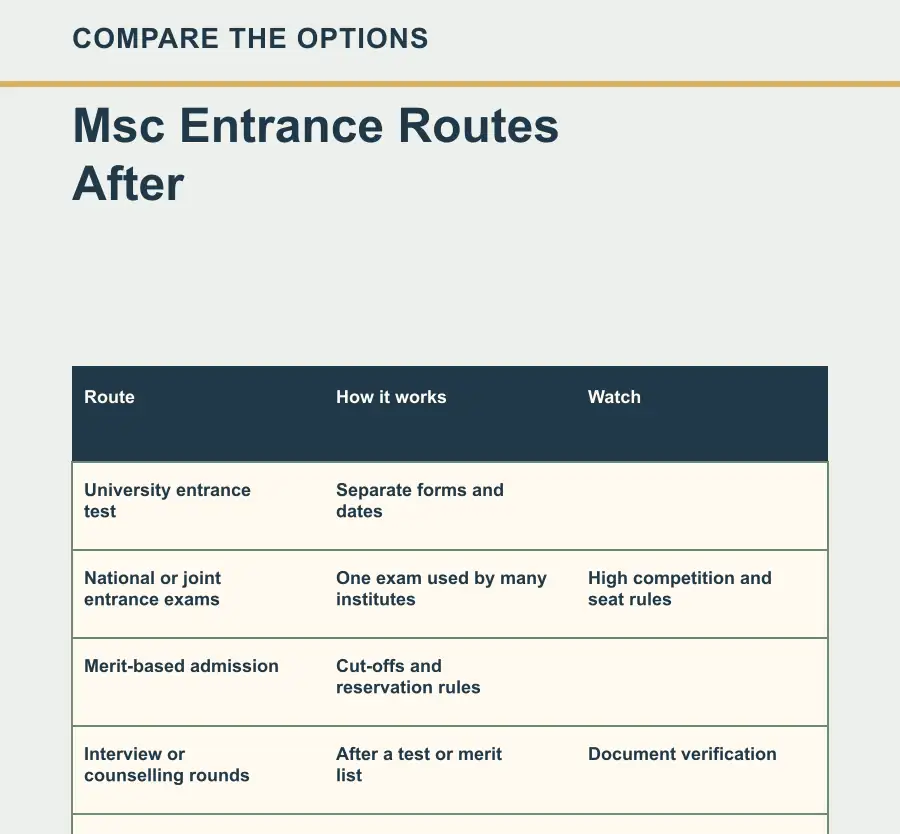 COMPARE THE OPTIONS
Msc Entrance Routes
After
Route
How it works
Watch
University entrance
test
Separate forms and
dates
National or joint
entrance exams
One exam used by many
institutes
High competition and
seat rules
Merit-based admission
Cut-offs and
reservation rules
Interview or
counselling rounds
After a test or merit
list
Document verification